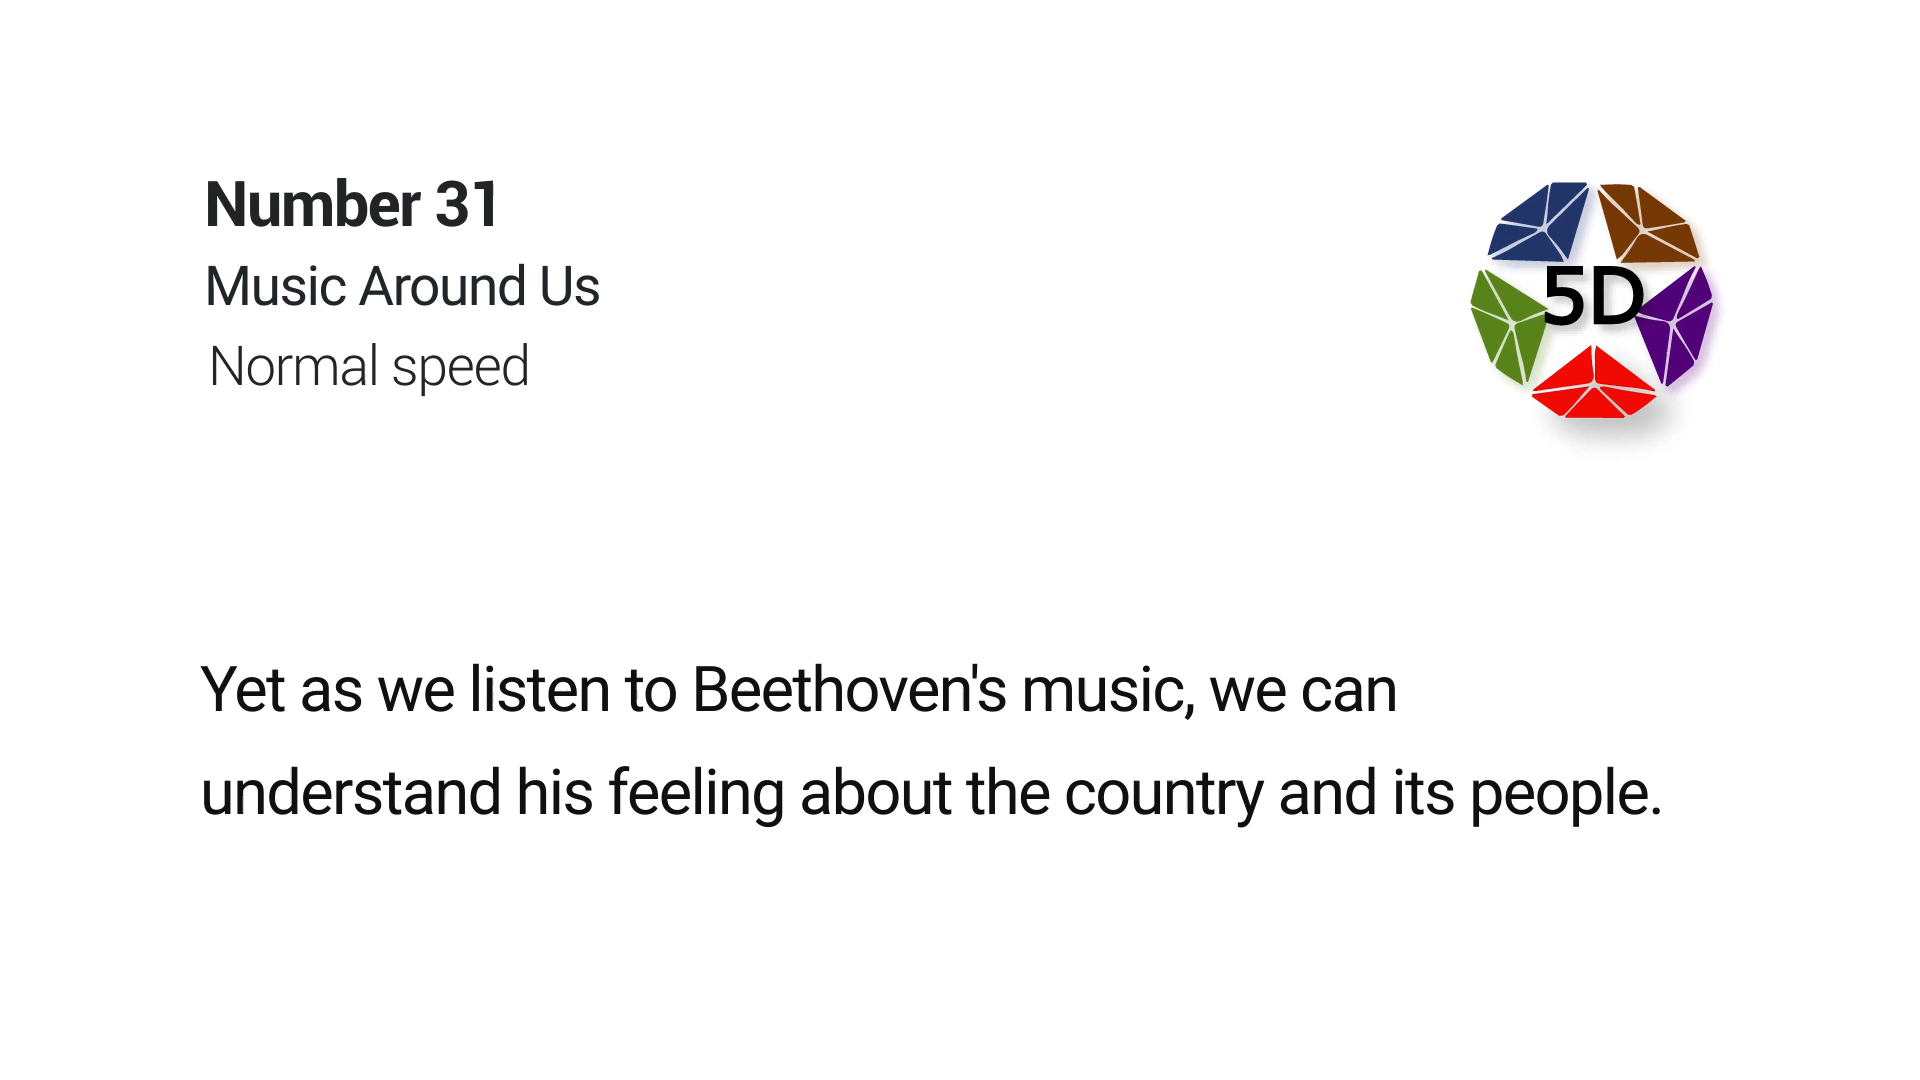 Number 31
Music Around Us
Normal speed
5D
Yet as we listen to Beethoven's music, we can
understand his feeling about the country and its people.